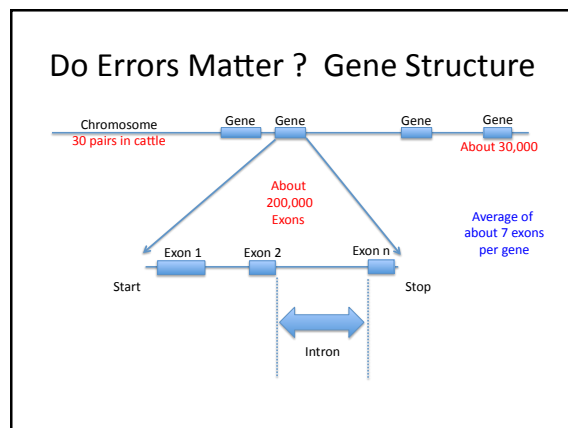 Do Errors Matter ? Gene Structure
Chromosome
30 pairs in cattle
Gene
Gene
Gene
Gene
About 30,000
About
200,000
Exons
Average of
about 7 exons
per gene
Exon 1
Exon 2
Exon n
Start
Stop
Intron